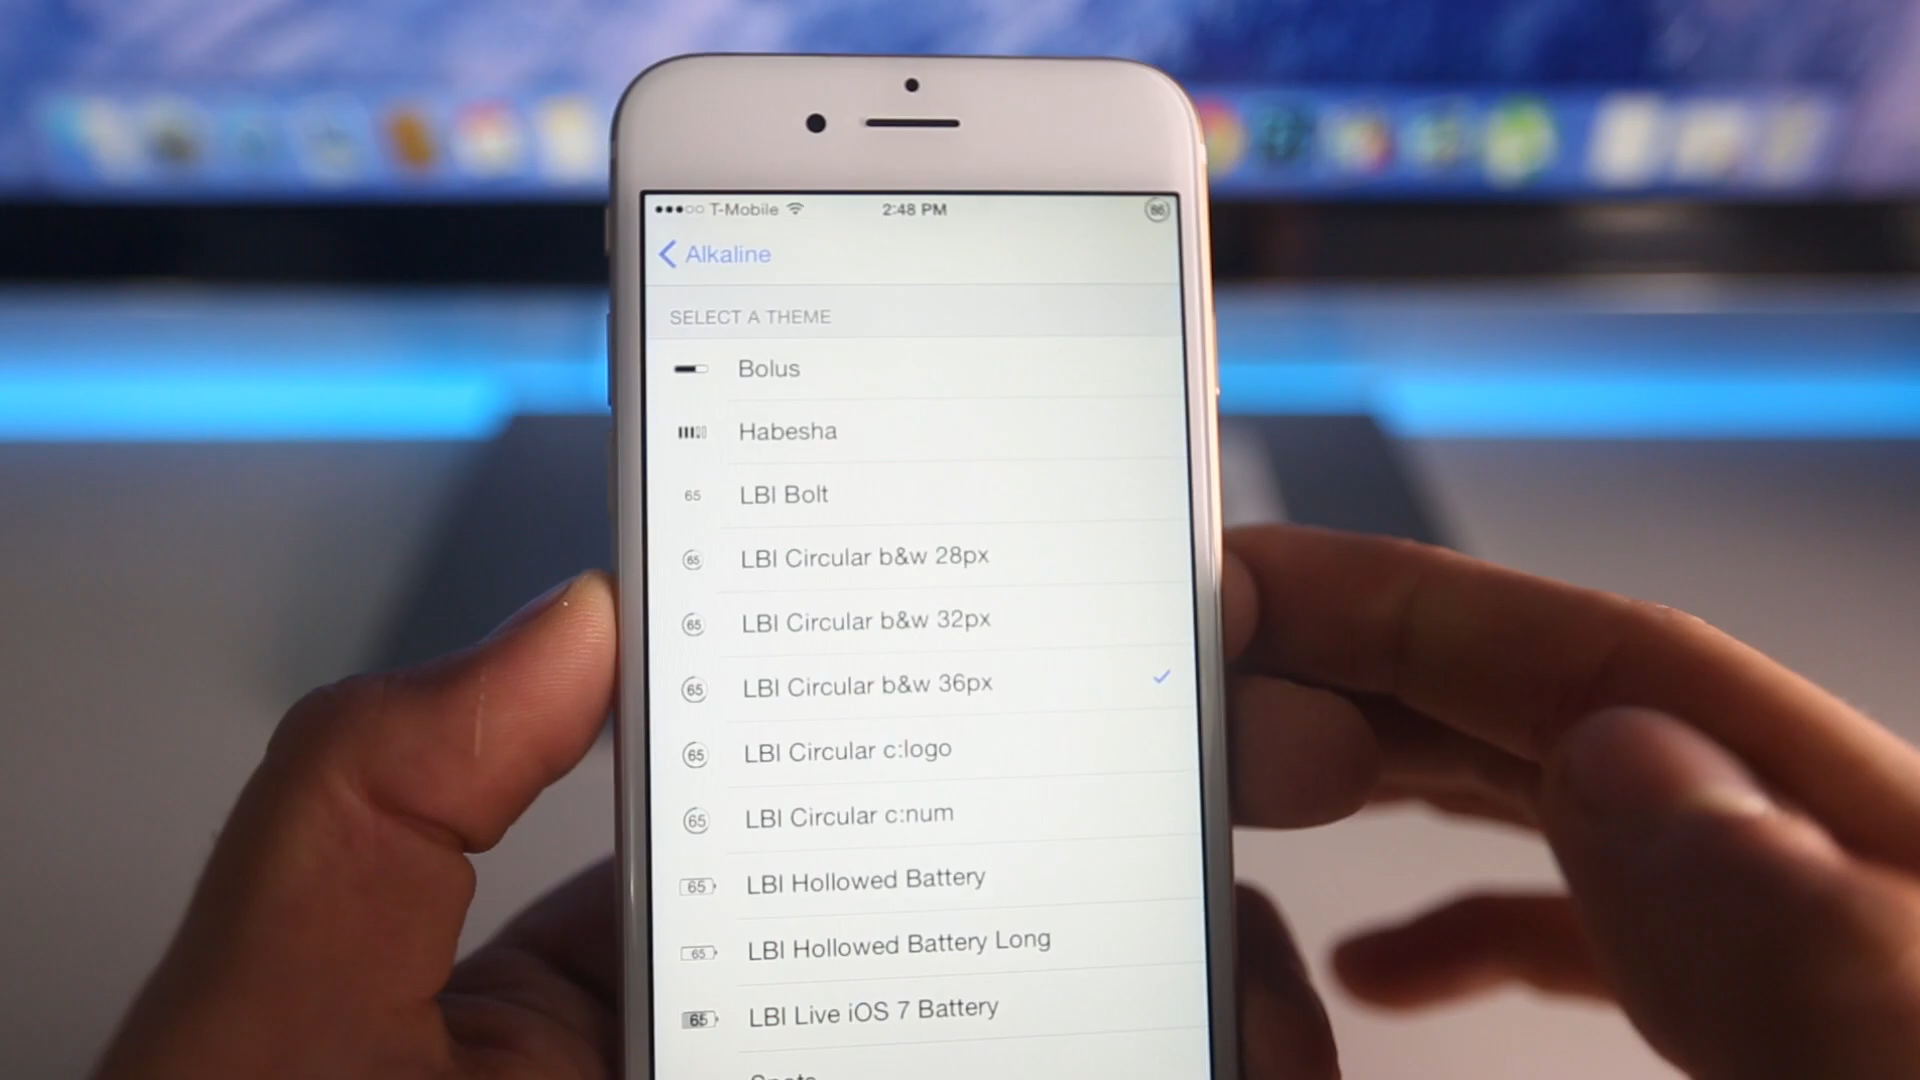 T-Mobile 2:48 PM 86
Alkaline
SELECT A THEME
Bolus
Habesha
65 LBI Bolt
65 LBI Circular b&w 28px
65 LBI Circular b&w 32px
65 LBI Circular b&w 36px
65 LBI Circular c:logo
65 LBI Circular c:num
65 LBI Hollowed Battery
65 LBI Hollowed Battery Long
65 LBI Live iOS 7 Battery